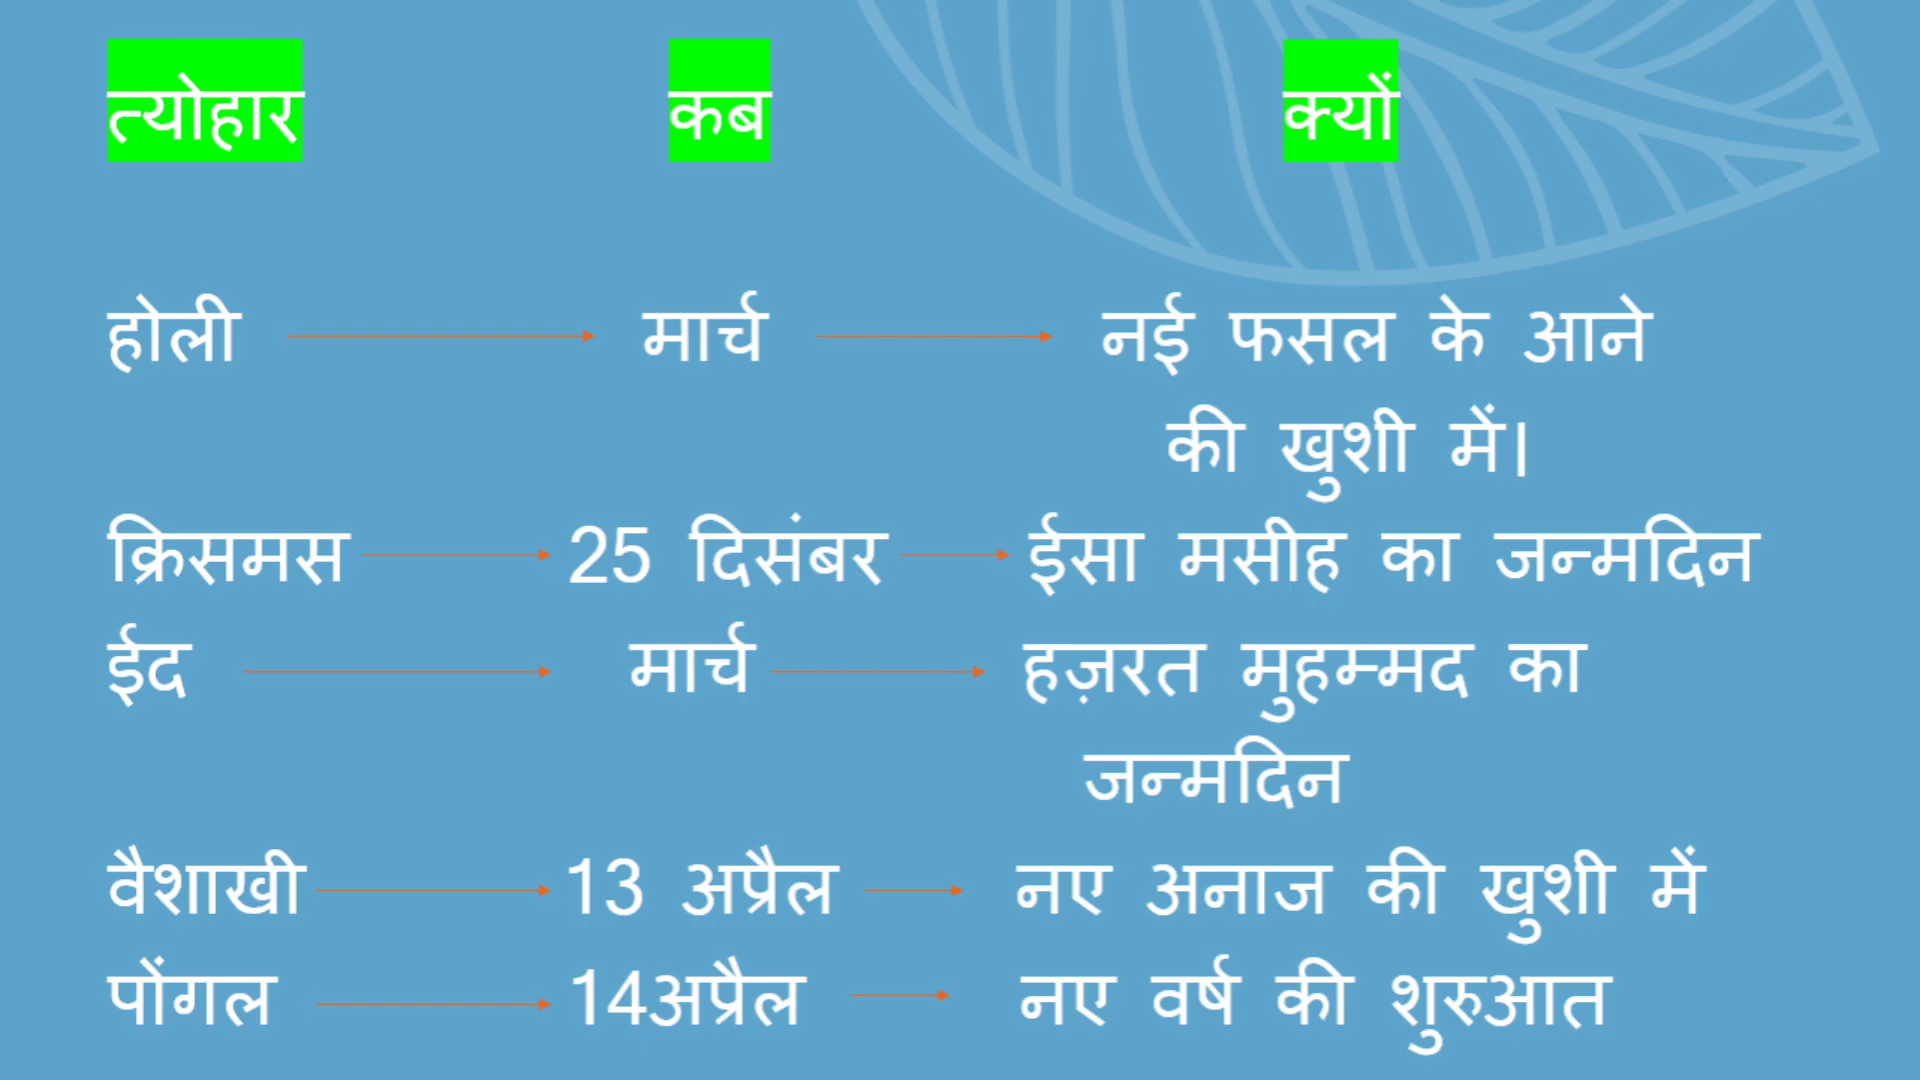 त्योहार कब क्यों
होली मार्च नई फसल के आने
की खुशी में।
क्रिसमस 25 दिसंबर ईसा मसीह का जन्मदिन
ईद मार्च हज़रत मुहम्मद का
जन्मदिन
वैशाखी 13 अप्रैल नए अनाज की खुशी में
पोंगल 14अप्रैल नए वर्ष की शुरुआत